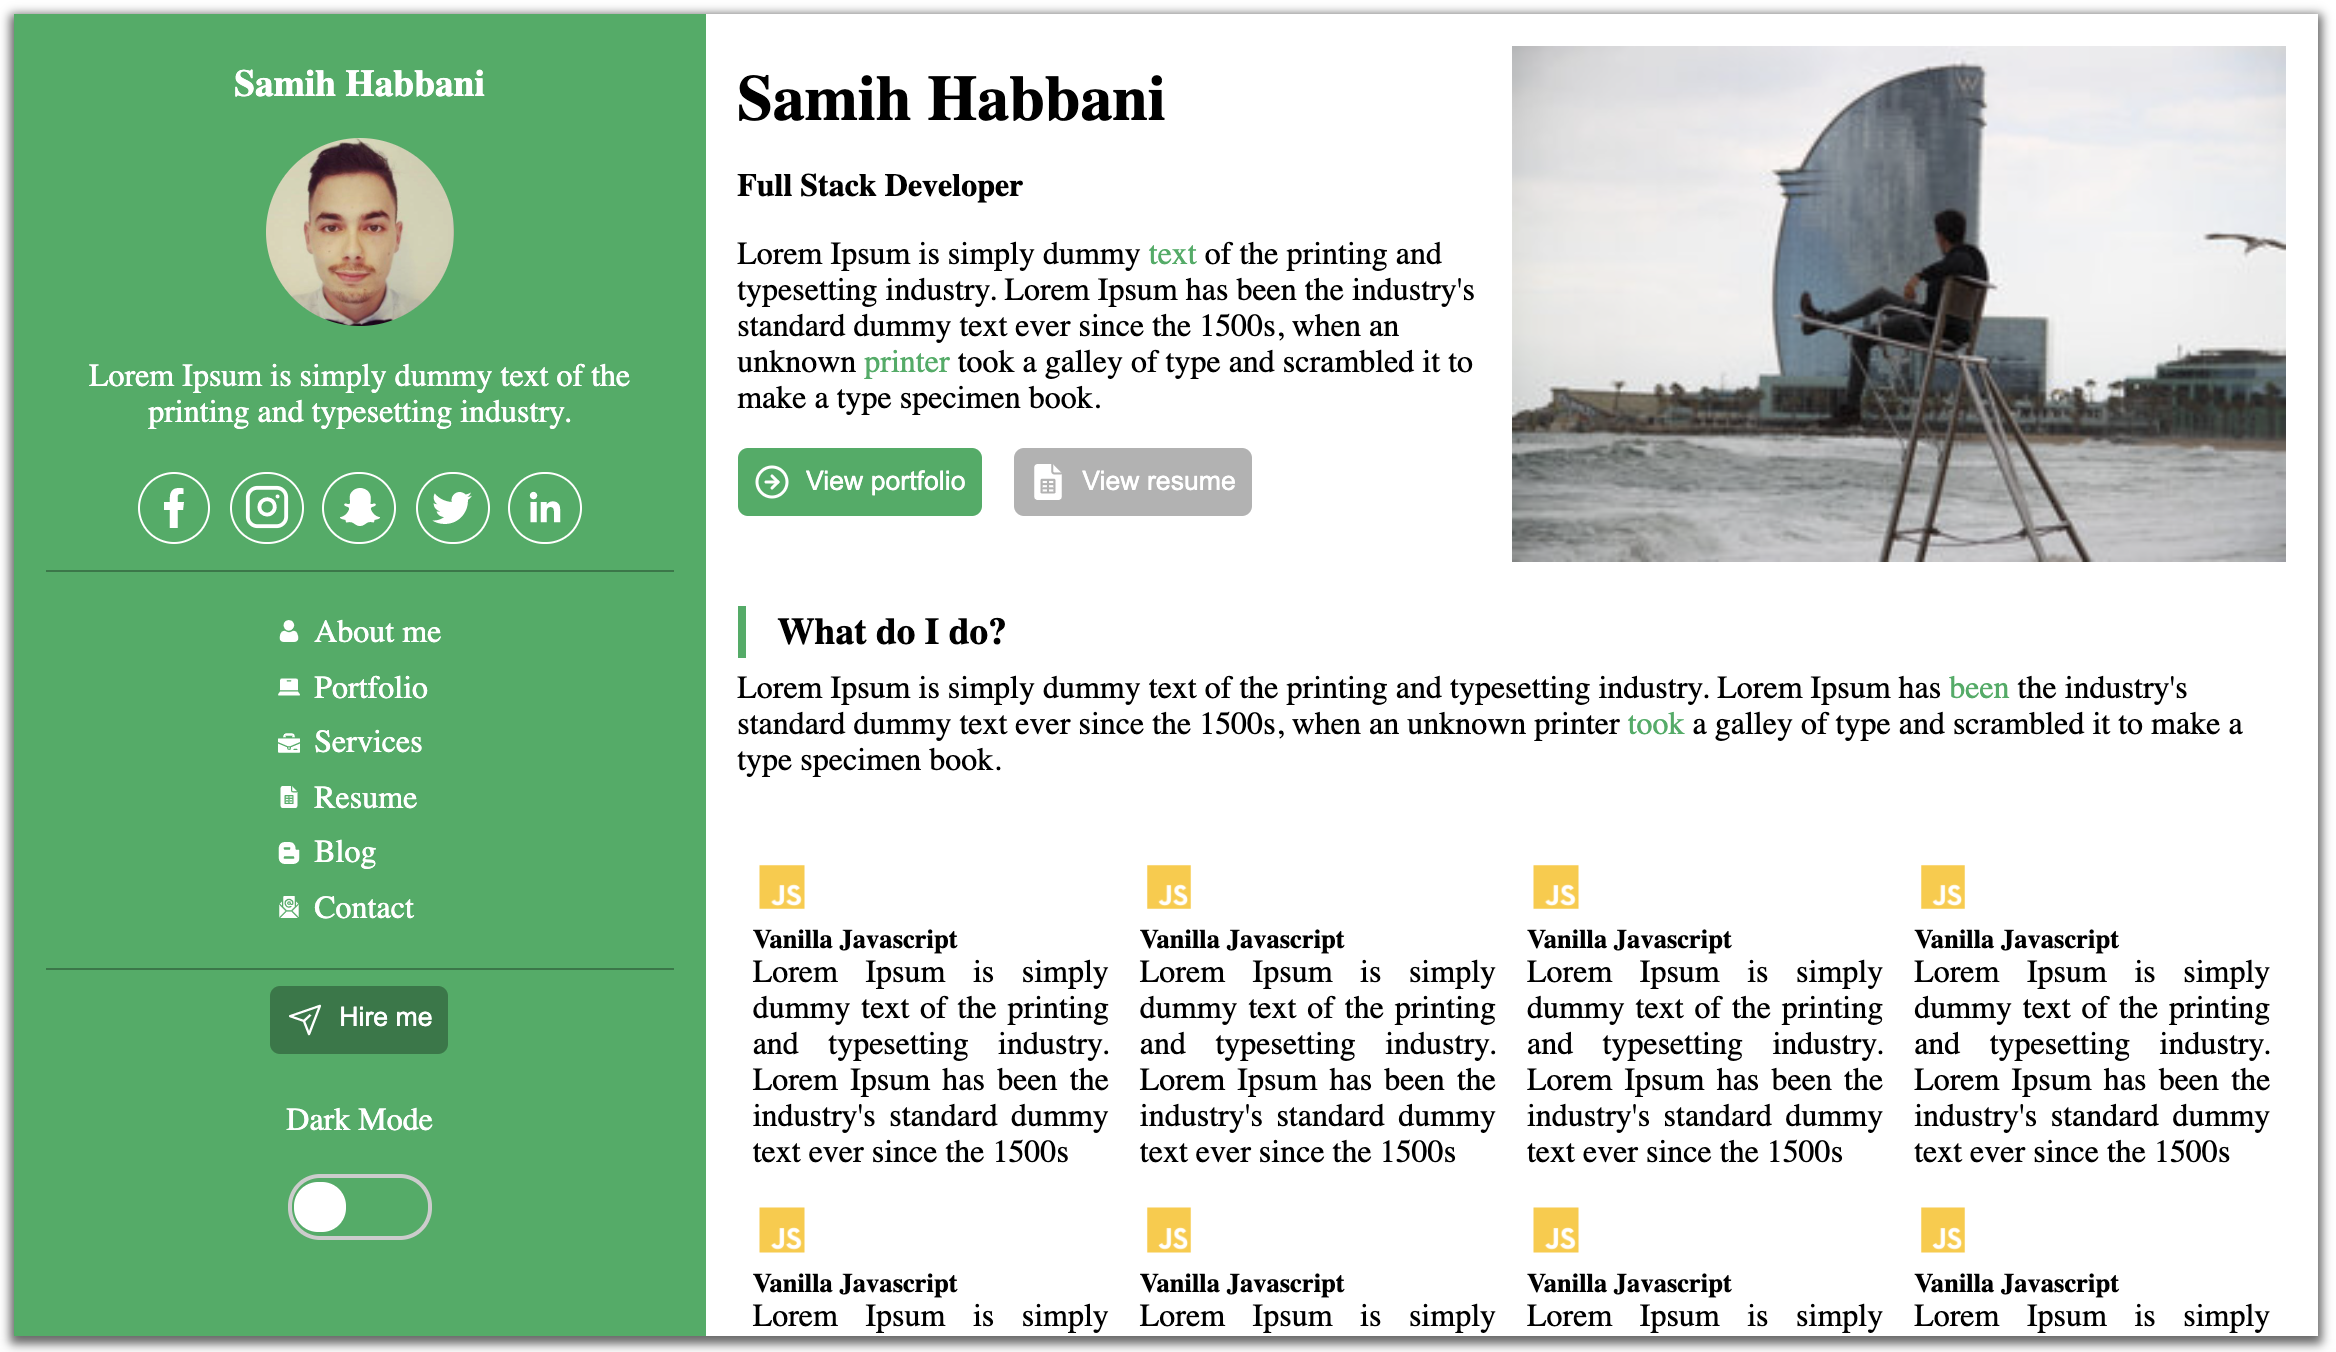 Samih Habbani
Lorem Ipsum is simply dummy text of the
printing and typesetting industry.
About me
Portfolio
Services
Resume
Blog
Contact
Hire me
Dark Mode
Samih Habbani
Full Stack Developer
Lorem Ipsum is simply dummy text of the printing and
typesetting industry. Lorem Ipsum has been the industry's
standard dummy text ever since the 1500s, when an
unknown printer took a galley of type and scrambled it to
make a type specimen book.
View portfolio
View resume
W
What do I do?
Lorem Ipsum is simply dummy text of the printing and typesetting industry. Lorem Ipsum has been the industry's
standard dummy text ever since the 1500s, when an unknown printer took a galley of type and scrambled it to make a
type specimen book.
JS
Vanilla Javascript
Lorem Ipsum is simply
dummy text of the printing
and typesetting industry.
Lorem Ipsum has been the
industry's standard dummy
text ever since the 1500s
JS
Vanilla Javascript
Lorem Ipsum is simply
dummy text of the printing
and typesetting industry.
Lorem Ipsum has been the
industry's standard dummy
text ever since the 1500s
JS
Vanilla Javascript
Lorem Ipsum is simply
dummy text of the printing
and typesetting industry.
Lorem Ipsum has been the
industry's standard dummy
text ever since the 1500s
JS
Vanilla Javascript
Lorem Ipsum is simply
dummy text of the printing
and typesetting industry.
Lorem Ipsum has been the
industry's standard dummy
text ever since the 1500s
JS
Vanilla Javascript
Lorem Ipsum is simply
JS
Vanilla Javascript
Lorem Ipsum is simply
JS
Vanilla Javascript
Lorem Ipsum is simply
JS
Vanilla Javascript
Lorem Ipsum is simply